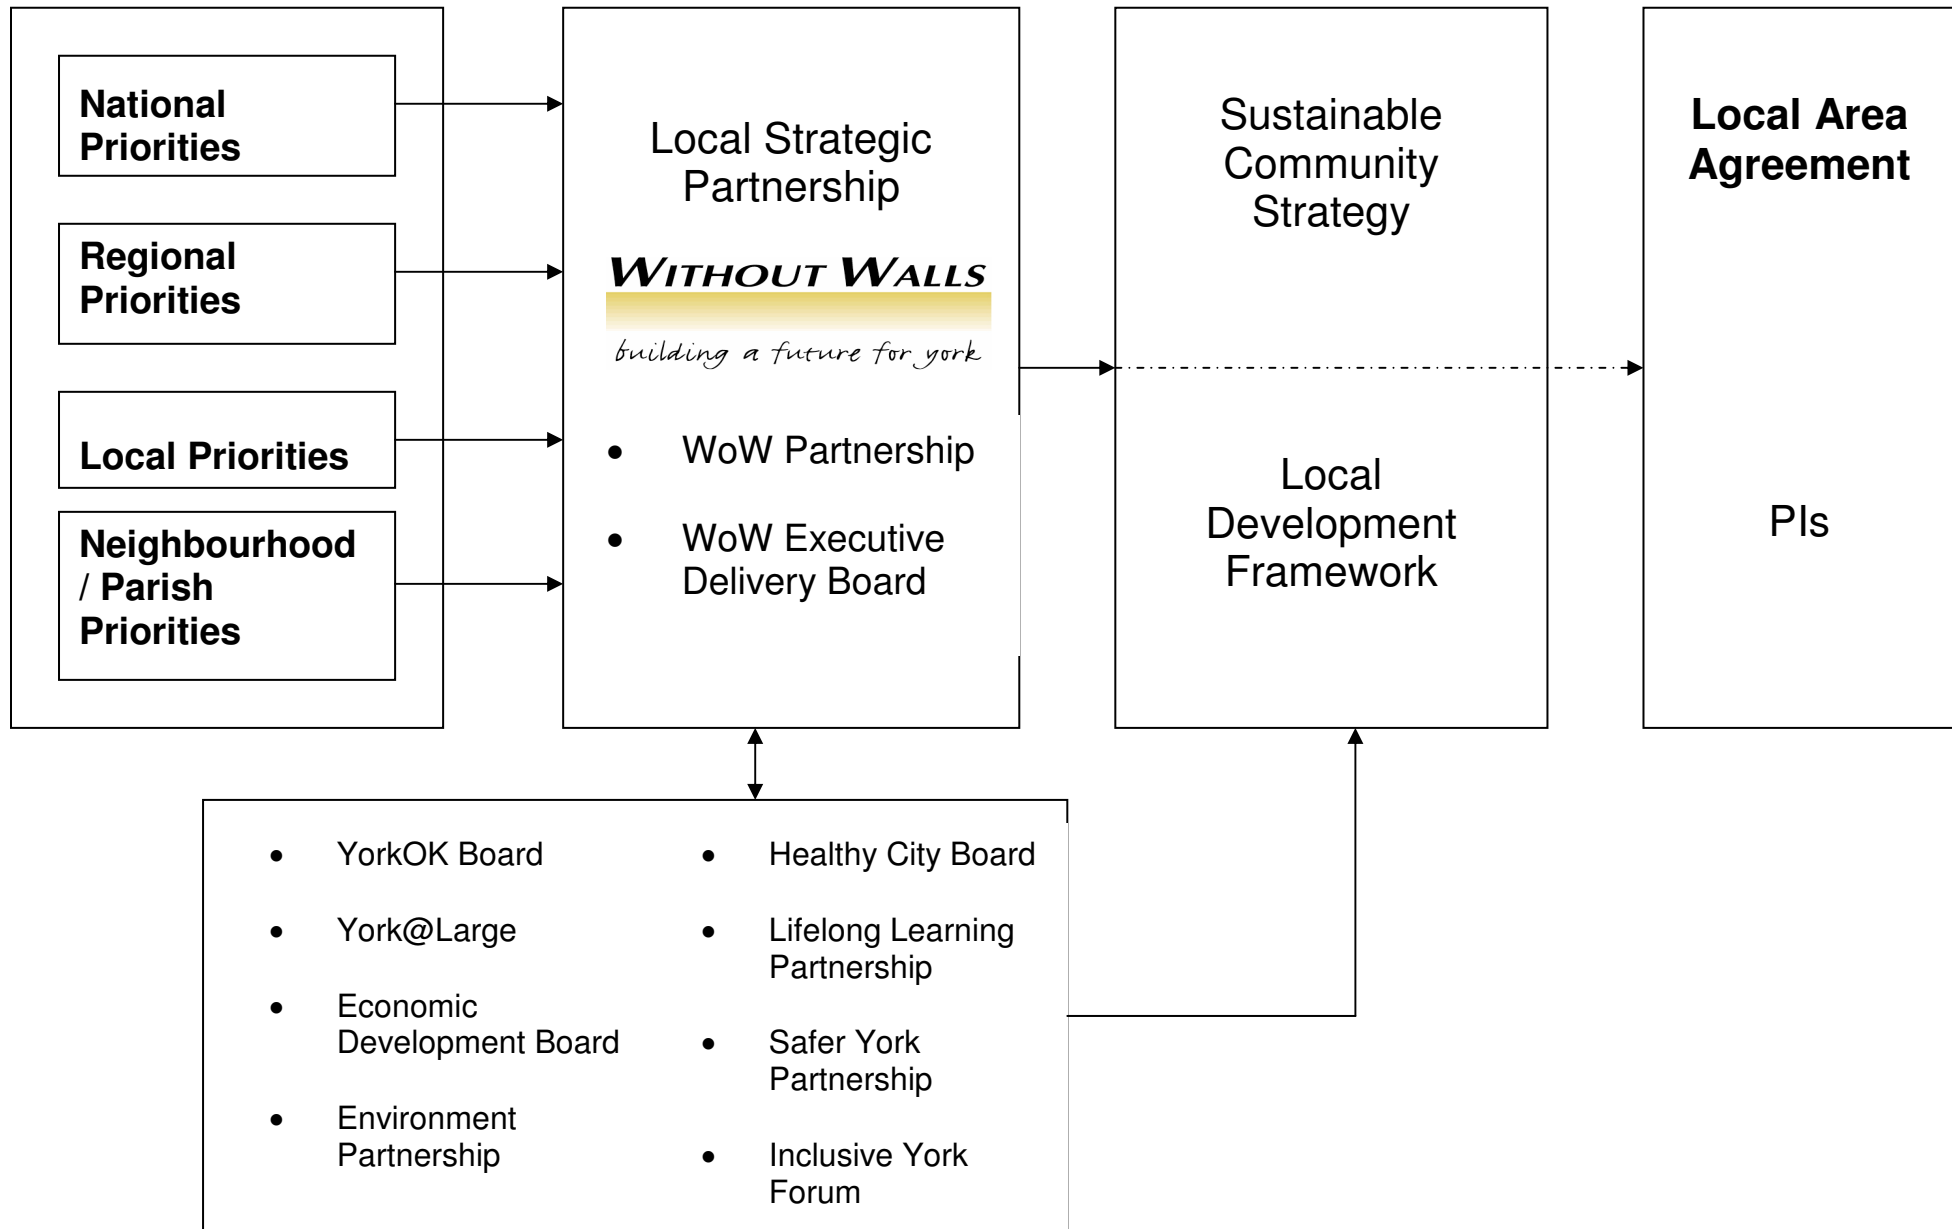 National
Priorities
Regional
Priorities
Local Priorities
Neighbourhood
/ Parish
Priorities
Local Strategic
Partnership
WITHOUT WALLS
building a future for york
• WoW Partnership
• WoW Executive
Delivery Board
Sustainable
Community
Strategy
Local
Development
Framework
Local Area
Agreement
PIs
• YorkOK Board
• York@Large
• Economic
Development Board
• Environment
Partnership
• Healthy City Board
• Lifelong Learning
Partnership
• Safer York
Partnership
• Inclusive York
Forum